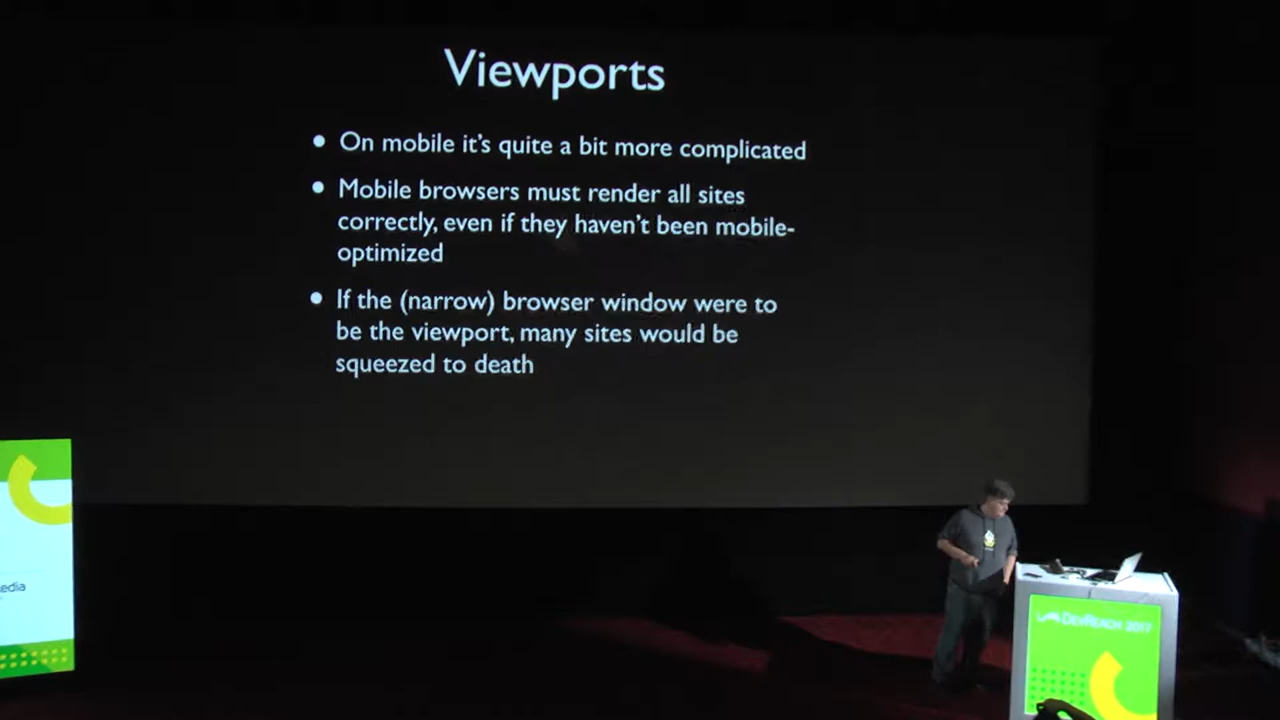 Viewports
• On mobile it's quite a bit more complicated
• Mobile browsers must render all sites
correctly, even if they haven't been mobile-
optimized
• If the (narrow) browser window were to
be the viewport, many sites would be
squeezed to death
edia
DEVREACH 2017